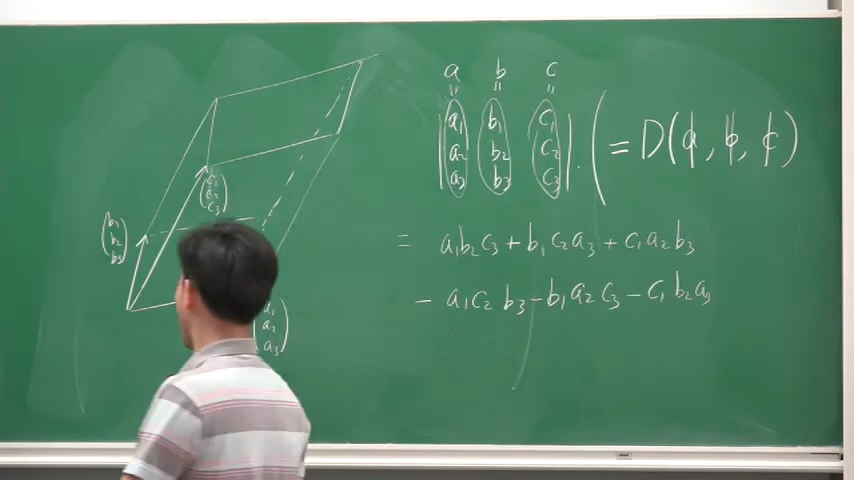 a b c
|| || ||
|a₁ b₁ c₁|
|a₂ b₂ c₂| . ( = D(a, b, c) )
|a₃ b₃ c₃|
= a₁b₂c₃ + b₁c₂a₃ + c₁a₂b₃
− a₁c₂b₃ − b₁a₂c₃ − c₁b₂a₃
(c₁
c₂
c₃)
(b₁
b₂
b₃)
a₂
a₃)